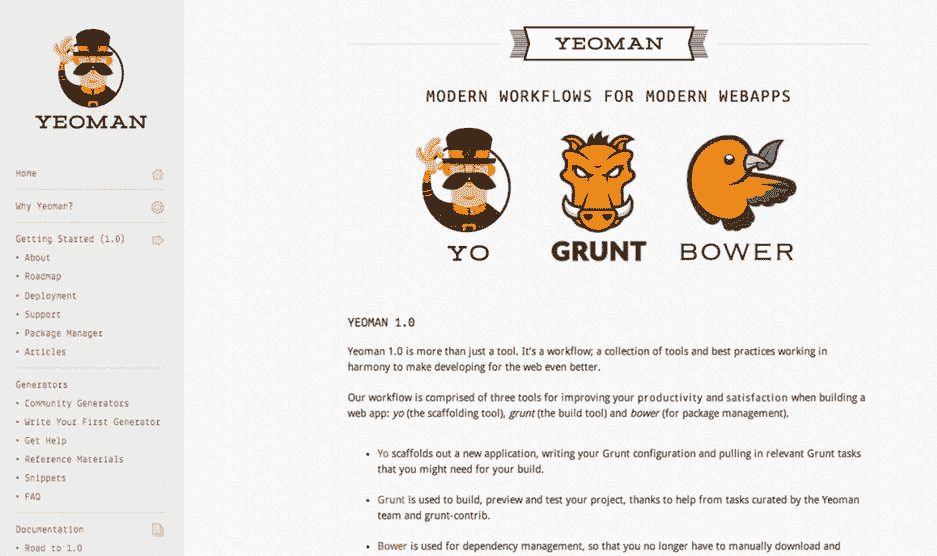 YEOMAN
Home
Why Yeoman?
Getting Started (1.0)
• About
• Roadmap
• Deployment
• Support
• Package Manager
• Articles
Generators
• Community Generators
• Write Your First Generator
• Get Help
• Reference Materials
• Snippets
• FAQ
Documentation
• Road to 1.0
YEOMAN
MODERN WORKFLOWS FOR MODERN WEBAPPS
YO GRUNT BOWER
YEOMAN 1.0
Yeoman 1.0 is more than just a tool. It's a workflow; a collection of tools and best practices working in
harmony to make developing for the web even better.
Our workflow is comprised of three tools for improving your productivity and satisfaction when building a
web app: yo (the scaffolding tool), grunt (the build tool) and bower (for package management).
• Yo scaffolds out a new application, writing your Grunt configuration and pulling in relevant Grunt tasks
that you might need for your build.
• Grunt is used to build, preview and test your project, thanks to help from tasks curated by the Yeoman
team and grunt-contrib.
• Bower is used for dependency management, so that you no longer have to manually download and